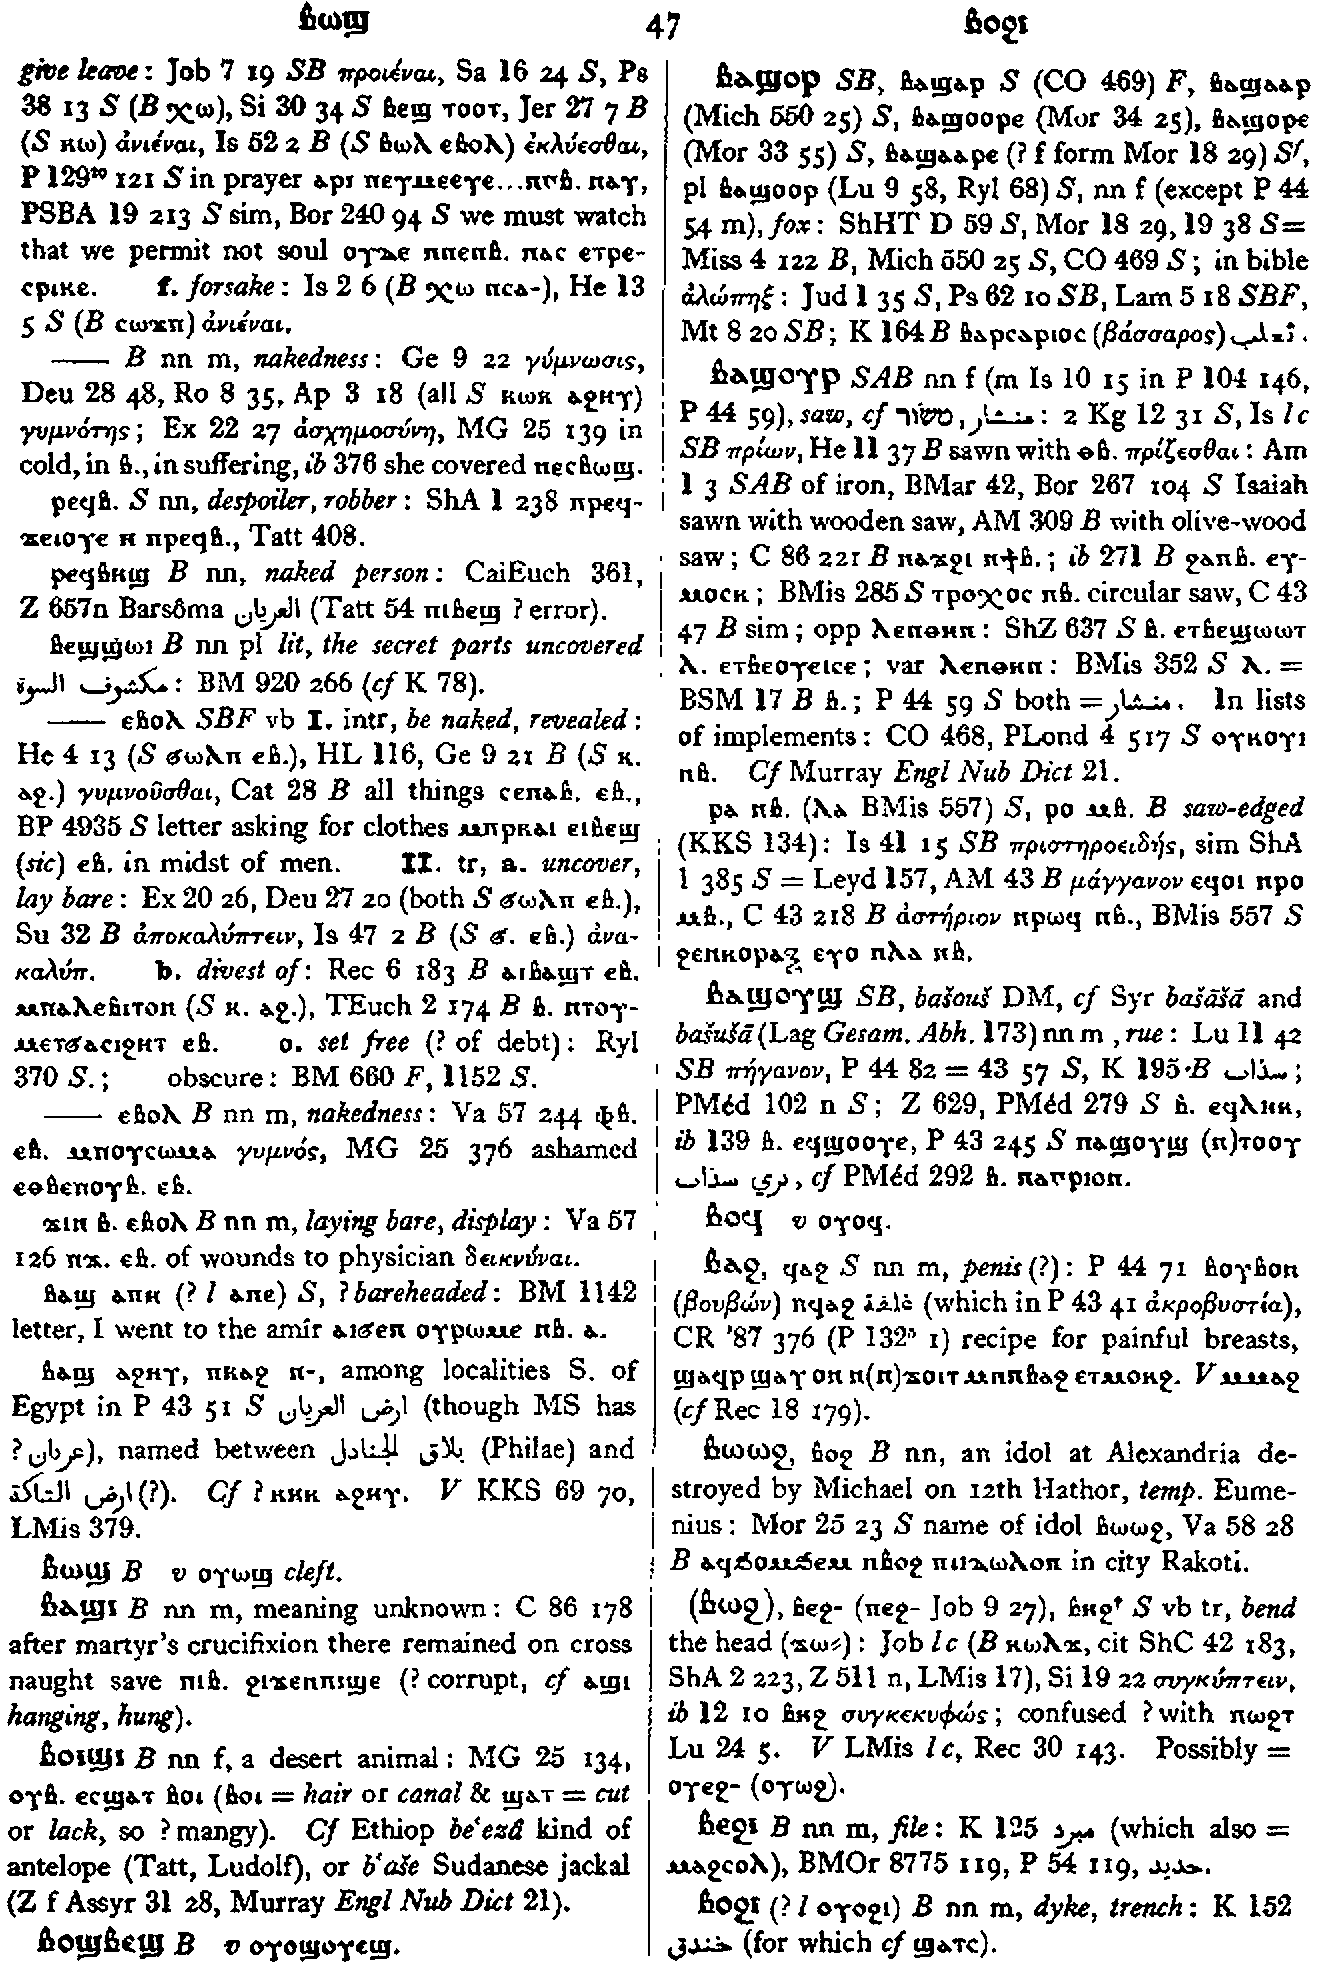 ⲃⲱϣ 47 ⲃⲟϩⲓ
give leave: Job 7 19 SB προιέναι, Sa 16 24 S, Ps
38 13 S (B ⲭⲱ), Si 30 34 S ⲃⲉϣ ⲧⲟⲟⲧ, Jer 27 7 B
(S ⲕⲱ) ἀνιέναι, Is 52 2 B (S ⲃⲱⲗ ⲉⲃⲟⲗ) ἐκλύεσθαι,
P 129²⁰ 121 S in prayer ⲁⲣⲓ ⲡⲉⲩⲙⲉⲉⲩⲉ...ⲛⲅⲃ. ⲛⲁⲩ,
PSBA 19 213 S sim, Bor 240 94 S we must watch
that we permit not soul ⲟⲩⲇⲉ ⲛⲛⲉⲛⲃ. ⲛⲁⲥ ⲉⲧⲣⲉ-
ⲥⲣⲓⲕⲉ. f. forsake: Is 2 6 (B ⲭⲱ ⲛⲥⲁ-), He 13
5 S (B ⲥⲱϫⲡ) ἀνιέναι.
—— B nn m, nakedness: Ge 9 22 γύμνωσις,
Deu 28 48, Ro 8 35, Ap 3 18 (all S ⲕⲱⲕ ⲁϩⲏⲩ)
γυμνότης; Ex 22 27 ἀσχημοσύνη, MG 25 139 in
cold, in ⲃ., in suffering, ib 376 she covered ⲡⲉⲥⲃⲱϣ.
ⲣⲉϥⲃ. S nn, despoiler, robber: ShA 1 238 ⲛⲣⲉϥ-
ϫⲓⲟⲩⲉ ⲏ ⲛⲣⲉϥⲃ., Tatt 408.
ⲣⲉϥⲃⲏϣ B nn, naked person: CaiEuch 361,
Z 657n Barsôma العريان (Tatt 54 ⲡⲓⲃⲉϣ ? error).
ⲃⲉϣϣⲫⲱⲓ B nn pl lit, the secret parts uncovered
مكشوف السوة: BM 920 266 (cf K 78).
—— ⲉⲃⲟⲗ SBF vb I. intr, be naked, revealed:
He 4 13 (S ϭⲱⲗⲡ ⲉⲃ.), HL 116, Ge 9 21 B (S ⲕ.
ⲁϩ.) γυμνοῦσθαι, Cat 28 B all things ⲥⲉⲛⲁⲃ. ⲉⲃ.,
BP 4935 S letter asking for clothes ⲙⲡⲣⲕⲁⲓ ⲉⲓⲃⲉϣ
(sic) ⲉⲃ. in midst of men. II. tr, a. uncover,
lay bare: Ex 20 26, Deu 27 20 (both S ϭⲱⲗⲡ ⲉⲃ.),
Su 32 B ἀποκαλύπτειν, Is 47 2 B (S ϭ. ⲉⲃ.) ἀνα-
καλύπ. b. divest of: Rec 6 183 B ⲁⲓⲃⲁϣⲧ ⲉⲃ.
ⲙⲡⲁⲗⲉⲃⲓⲧⲟⲛ (S ⲕ. ⲁϩ.), TEuch 2 174 B ⲃ. ⲛⲧⲟⲩ-
ⲙⲉⲧϭⲁⲥⲓϩⲏⲧ ⲉⲃ. c. set free (? of debt): Ryl
370 S.; obscure: BM 660 F, 1152 S.
—— ⲉⲃⲟⲗ B nn m, nakedness: Va 57 244 ⲫⲃ.
ⲉⲃ. ⲙⲡⲟⲩⲥⲱⲙⲁ γυμνός, MG 25 376 ashamed
ⲉⲑⲃⲉⲡⲟⲩⲃ. ⲉⲃ.
ϫⲓⲛ ⲃ. ⲉⲃⲟⲗ B nn m, laying bare, display: Va 57
126 ⲡϫ. ⲉⲃ. of wounds to physician δεικνύναι.
ⲃⲁϣ ⲁⲡⲏ (? l ⲁⲡⲉ) S, ? bareheaded: BM 1142
letter, I went to the amîr ⲁⲓϭⲉⲛ ⲟⲩⲣⲱⲙⲉ ⲛⲃ. ⲁ.
ⲃⲁϣ ⲁϩⲏⲩ, ⲡⲕⲁϩ ⲛ-, among localities S. of
Egypt in P 43 51 S ارض العريان (though MS has
? عربان), named between بلاق الجنادل (Philae) and
ارض التاكة (?). Cf ? ⲕⲏⲕ ⲁϩⲏⲩ. V KKS 69 70,
LMis 379.
ⲃⲱϣ B v ⲟⲩⲱϣ cleft.
ⲃⲁϣⲓ B nn m, meaning unknown: C 86 178
after martyr's crucifixion there remained on cross
naught save ⲡⲓⲃ. ϩⲓϫⲉⲛⲡⲓϣⲉ (? corrupt, cf ⲁϣⲓ
hanging, hung).
ⲃⲟⲓϣⲓ B nn f, a desert animal: MG 25 134,
ⲟⲩⲃ. ⲉⲥϣⲁⲧ ⲃⲟⲓ (ⲃⲟⲓ = hair or canal & ϣⲁⲧ = cut
or lack, so ? mangy). Cf Ethiop be'ezâ kind of
antelope (Tatt, Ludolf), or b'aše Sudanese jackal
(Z f Assyr 31 28, Murray Engl Nub Dict 21).
ⲃⲟϣⲃⲉϣ B v ⲟⲩⲟϣⲟⲩⲉϣ.
ⲃⲁϣⲟⲣ SB, ⲃⲁϣⲁⲣ S (CO 469) F, ⲃⲁϣⲁⲁⲣ
(Mich 550 25) S, ⲃⲁϣⲟⲟⲣⲉ (Mor 34 25), ⲃⲁϣⲟⲣⲉ
(Mor 33 55) S, ⲃⲁϣⲁⲁⲣⲉ (? f form Mor 18 29) Sᶠ,
pl ⲃⲁϣⲟⲟⲣ (Lu 9 58, Ryl 68) S, nn f (except P 44
54 m), fox: ShHT D 59 S, Mor 18 29, 19 38 S=
Miss 4 122 B, Mich 550 25 S, CO 469 S; in bible
ἀλώπηξ: Jud 1 35 S, Ps 62 10 SB, Lam 5 18 SBF,
Mt 8 20 SB; K 164 B ⲃⲁⲣⲥⲁⲣⲓⲟⲥ (βάσσαρος) ثعلب.
ⲃⲁϣⲟⲩⲣ SAB nn f (m Is 10 15 in P 104 146,
P 44 59), saw, cf מַשּׂוֹר, منشار: 2 Kg 12 31 S, Is lc
SB πρίων, He 11 37 B sawn with ⲑⲃ. πρίζεσθαι: Am
1 3 SAB of iron, BMar 42, Bor 267 104 S Isaiah
sawn with wooden saw, AM 309 B with olive-wood
saw; C 86 221 B ⲛⲁϫϩⲓ ⲛϯⲃ.; ib 271 B ϩⲁⲛⲃ. ⲉⲩ-
ⲙⲟⲥⲕ; BMis 285 S ⲧⲣⲟⲭⲟⲥ ⲛⲃ. circular saw, C 43
47 B sim; opp ⲗⲉⲡⲑⲏⲛ: ShZ 637 S ⲃ. ⲉⲧⲃⲉϣⲱⲱⲧ
ⲗ. ⲉⲧⲃⲉⲟⲩⲉⲓⲥⲉ; var ⲗⲉⲡⲑⲏⲛ: BMis 352 S ⲗ. =
BSM 17 B ⲃ.; P 44 59 S both = منشار. In lists
of implements: CO 468, PLond 4 517 S ⲟⲩⲕⲟⲩⲓ
ⲛⲃ. Cf Murray Engl Nub Dict 21.
ⲣⲁ ⲛⲃ. (ⲗⲁ BMis 557) S, ⲣⲟ ⲙⲃ. B saw-edged
(KKS 134): Is 41 15 SB πριστηροειδής, sim ShA
1 385 S = Leyd 157, AM 43 B μάγγανον ⲉϥⲟⲓ ⲛⲣⲟ
ⲙⲃ., C 43 218 B ἀστήριον ⲛⲣⲱϥ ⲛⲃ., BMis 557 S
ϩⲉⲛⲕⲟⲣⲁⲝ ⲉⲩⲟ ⲛⲗⲁ ⲛⲃ.
ⲃⲁϣⲟⲩϣ SB, bašouš DM, cf Syr bašāšā and
bašušā (Lag Gesam. Abh. 173) nn m, rue: Lu 11 42
SB πήγανον, P 44 82 = 43 57 S, K 195 B سذاب;
PMéd 102 n S; Z 629, PMéd 279 S ⲃ. ⲉϥⲗⲏⲕ,
ib 139 ⲃ. ⲉϥϣⲟⲟⲩⲉ, P 43 245 S ⲡⲁϣⲟⲩϣ (ⲛ)ⲧⲟⲟⲩ
بري سذاب, cf PMéd 292 ⲃ. ⲛⲁⲅⲣⲓⲟⲛ.
ⲃⲟϥ v ⲟⲩⲟϥ.
ⲃⲁϩ, ϥⲁϩ S nn m, penis (?): P 44 71 ⲃⲟⲩⲃⲟⲛ
(βουβών) ⲡϥⲁϩ غلفة (which in P 43 41 ἀκροβυστία),
CR '87 376 (P 132⁵ 1) recipe for painful breasts,
ϣⲁϥⲣϣⲁⲩ ⲟⲛ ⲛ(ⲛ)ϫⲟⲓⲧ ⲙⲛⲡⲃⲁϩ ⲉⲧⲙⲟⲕϩ. V ⲙⲙⲁϩ
(cf Rec 18 179).
ⲃⲱⲱϩ, ⲃⲟϩ B nn, an idol at Alexandria de-
stroyed by Michael on 12th Hathor, temp. Eume-
nius: Mor 25 23 S name of idol ⲃⲱⲱϩ, Va 58 28
B ⲁϥϧⲟⲙϧⲉⲙ ⲛⲃⲟϩ ⲡⲓⲓⲇⲱⲗⲟⲛ in city Rakoti.
(ⲃⲱϩ), ⲃⲉϩ- (ⲡⲉϩ- Job 9 27), ⲃⲏϩ† S vb tr, bend
the head (ϫⲱ⸗): Job lc (B ⲕⲱⲗϫ, cit ShC 42 183,
ShA 2 223, Z 511 n, LMis 17), Si 19 22 συγκύπτειν,
ib 12 10 ⲃⲏϩ συγκεκυφώς; confused ? with ⲡⲱϩⲧ
Lu 24 5. V LMis lc, Rec 30 143. Possibly =
ⲟⲩⲉϩ- (ⲟⲩⲱϩ).
ⲃⲉϩⲓ B nn m, file: K 125 مبرد (which also =
ⲙⲁϩⲥⲟⲗ), BMOr 8775 119, P 54 119, حديد.
ⲃⲟϩⲓ (? l ⲟⲩⲟϩⲓ) B nn m, dyke, trench: K 152
خندق (for which cf ϣⲁⲧⲥ).